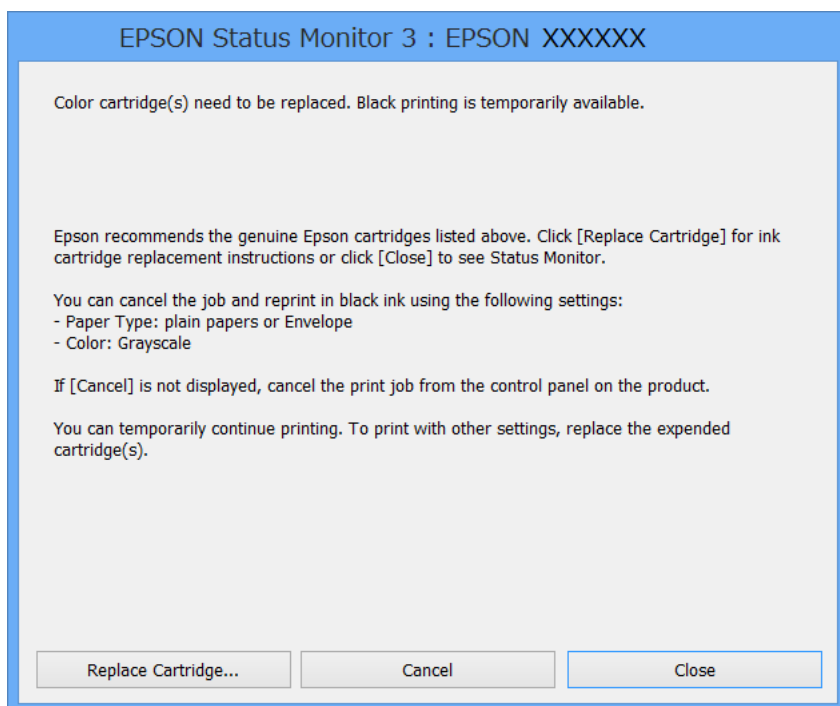 EPSON Status Monitor 3 : EPSON XXXXXX
Color cartridge(s) need to be replaced. Black printing is temporarily available.
Epson recommends the genuine Epson cartridges listed above. Click [Replace Cartridge] for ink
cartridge replacement instructions or click [Close] to see Status Monitor.
You can cancel the job and reprint in black ink using the following settings:
- Paper Type: plain papers or Envelope
- Color: Grayscale
If [Cancel] is not displayed, cancel the print job from the control panel on the product.
You can temporarily continue printing. To print with other settings, replace the expended
cartridge(s).
Replace Cartridge... Cancel Close